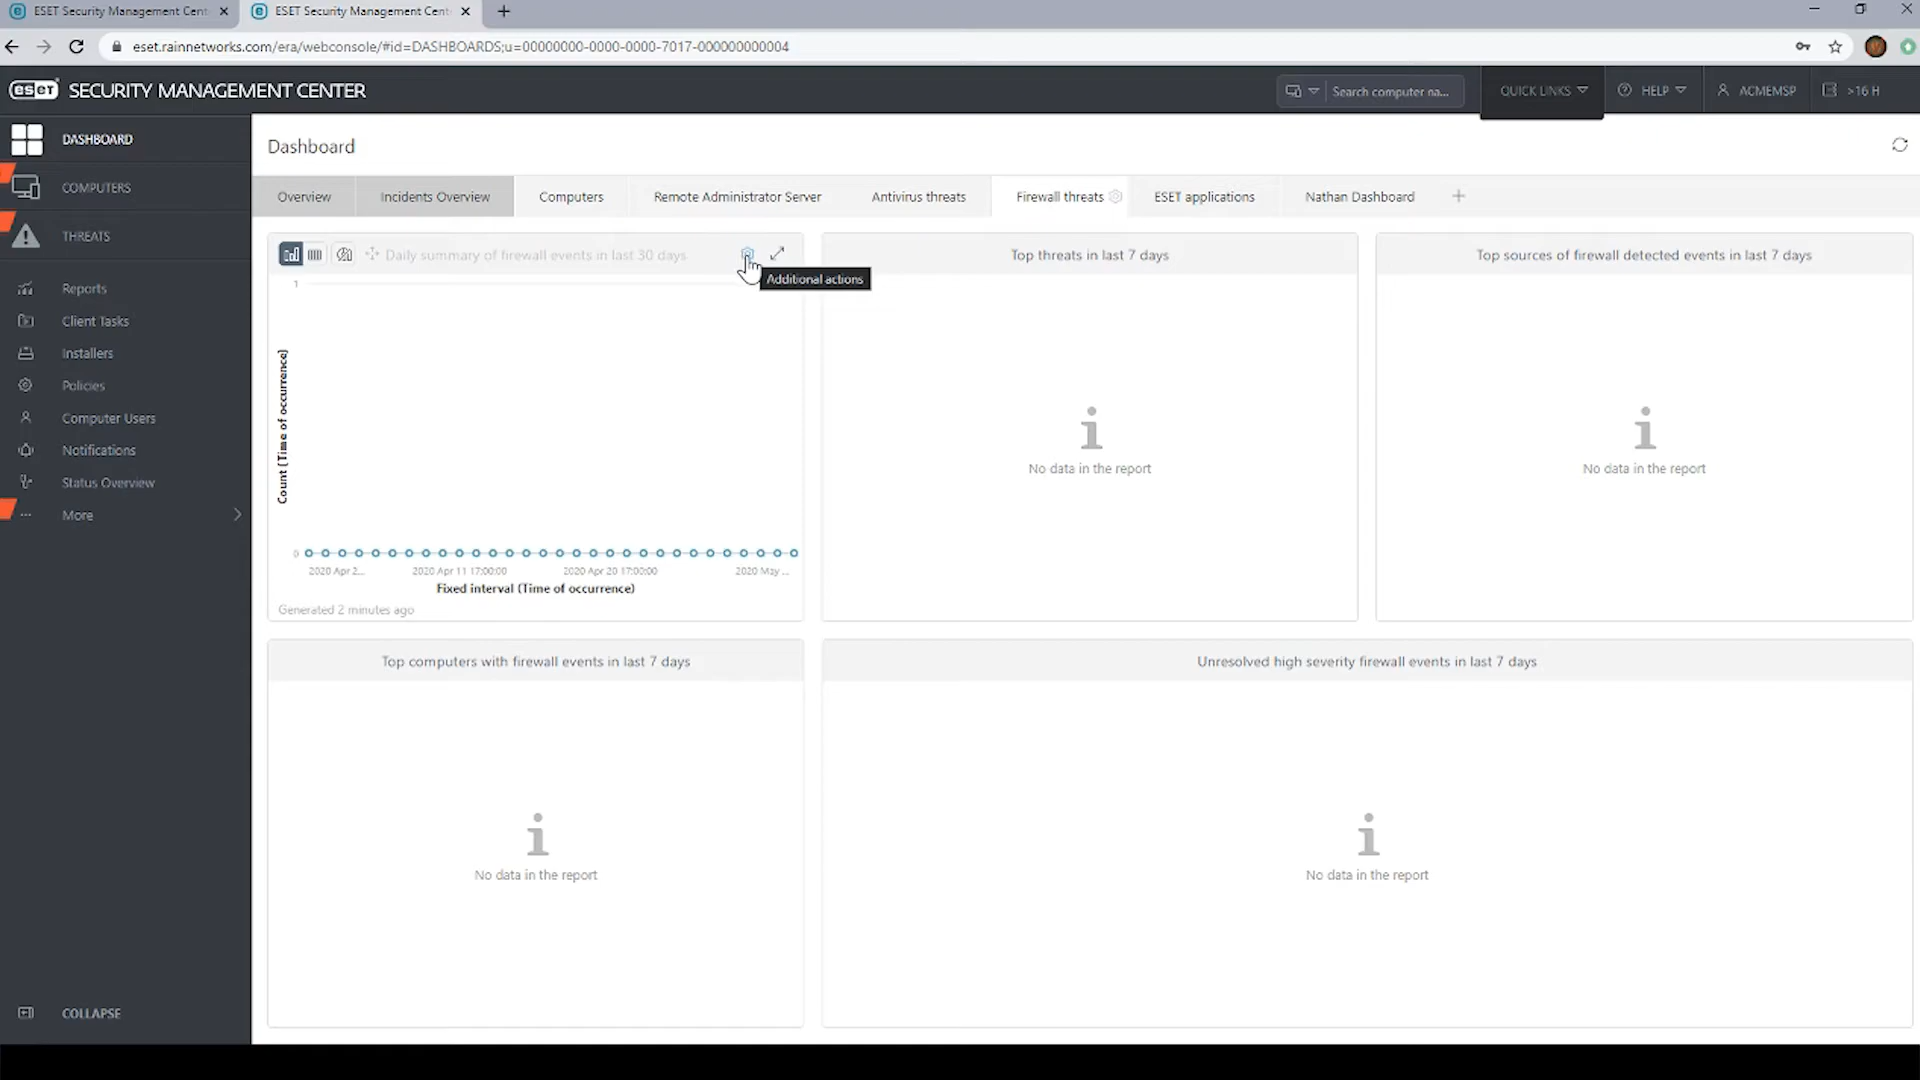 ESET Security Management Cent
ESET Security Management Cent
eset.rainnetworks.com/era/webconsole/#id=DASHBOARDS;u=00000000-0000-0000-7017-000000000004
eset SECURITY MANAGEMENT CENTER
Search computer na...
QUICK LINKS
HELP
ACMEMSP
>16 H
DASHBOARD
COMPUTERS
THREATS
Reports
Client Tasks
Installers
Policies
Computer Users
Notifications
Status Overview
More
COLLAPSE
Dashboard
Overview
Incidents Overview
Computers
Remote Administrator Server
Antivirus threats
Firewall threats
ESET applications
Nathan Dashboard
Daily summary of firewall events in last 30 days
Additional actions
1
Count (Time of occurrence)
0
2020 Apr 2...
2020 Apr 11 17:00:00
2020 Apr 20 17:00:00
2020 May ...
Fixed interval (Time of occurrence)
Generated 2 minutes ago
Top threats in last 7 days
No data in the report
Top sources of firewall detected events in last 7 days
No data in the report
Top computers with firewall events in last 7 days
No data in the report
Unresolved high severity firewall events in last 7 days
No data in the report